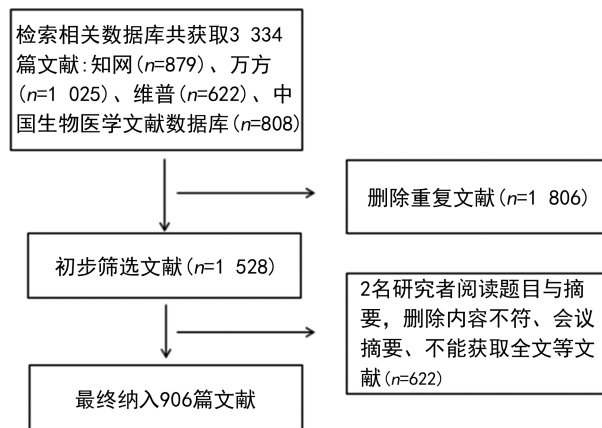 检索相关数据库共获取3 334
篇文献:知网(n=879)、万方
(n=1 025)、维普(n=622)、中
国生物医学文献数据库(n=808)
删除重复文献(n=1 806)
初步筛选文献(n=1 528)
2名研究者阅读题目与摘
要，删除内容不符、会议
摘要、不能获取全文等文
献(n=622)
最终纳入906篇文献